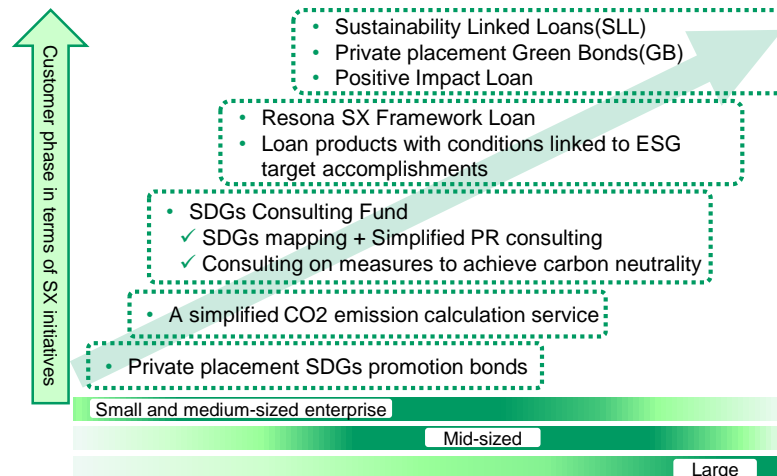 Customer phase in terms of SX initiatives
• Sustainability Linked Loans(SLL)
• Private placement Green Bonds(GB)
• Positive Impact Loan
• Resona SX Framework Loan
• Loan products with conditions linked to ESG
target accomplishments
• SDGs Consulting Fund
✓ SDGs mapping + Simplified PR consulting
✓ Consulting on measures to achieve carbon neutrality
• A simplified CO2 emission calculation service
• Private placement SDGs promotion bonds
Small and medium-sized enterprise
Mid-sized
Large